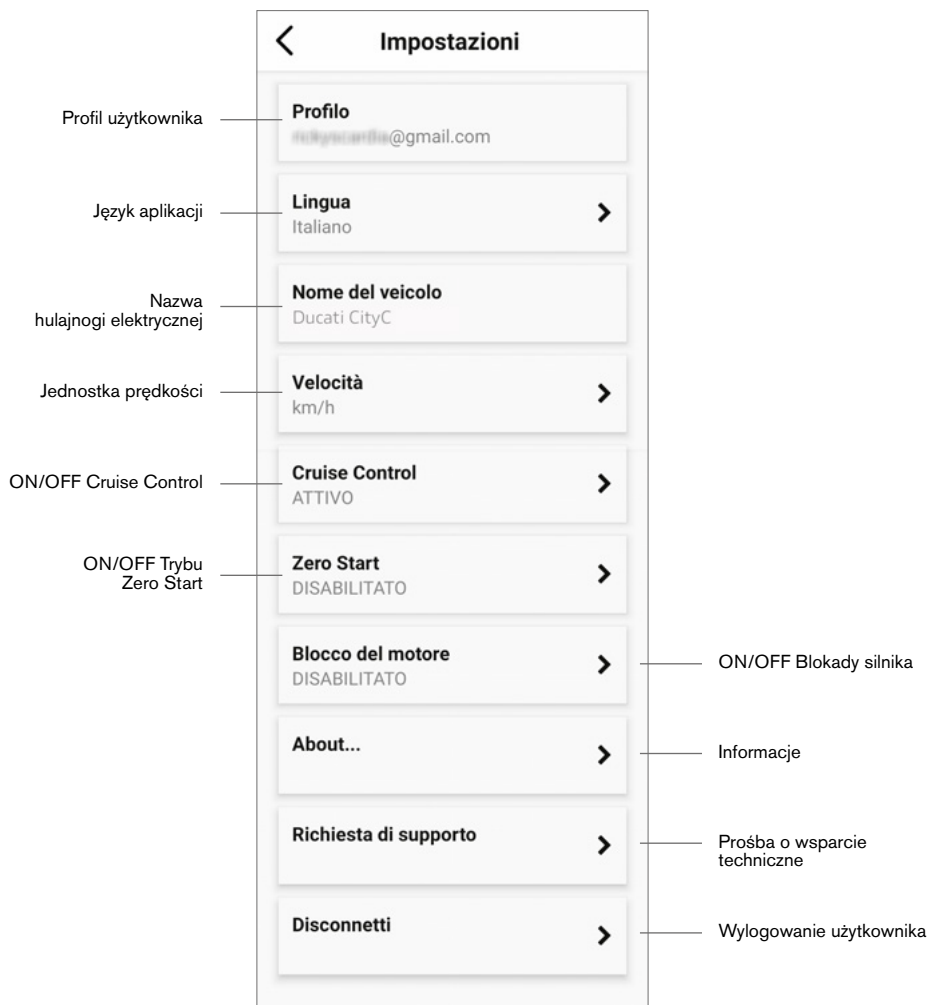 Impostazioni
Profil użytkownika
Profilo
@gmail.com
Język aplikacji
Lingua
Italiano
Nazwa
hulajnogi elektrycznej
Nome del veicolo
Ducati CityC
Jednostka prędkości
Velocità
km/h
ON/OFF Cruise Control
Cruise Control
ATTIVO
ON/OFF Trybu
Zero Start
Zero Start
DISABILITATO
Blocco del motore
DISABILITATO
ON/OFF Blokady silnika
About...
Informacje
Richiesta di supporto
Prośba o wsparcie
techniczne
Disconnetti
Wylogowanie użytkownika